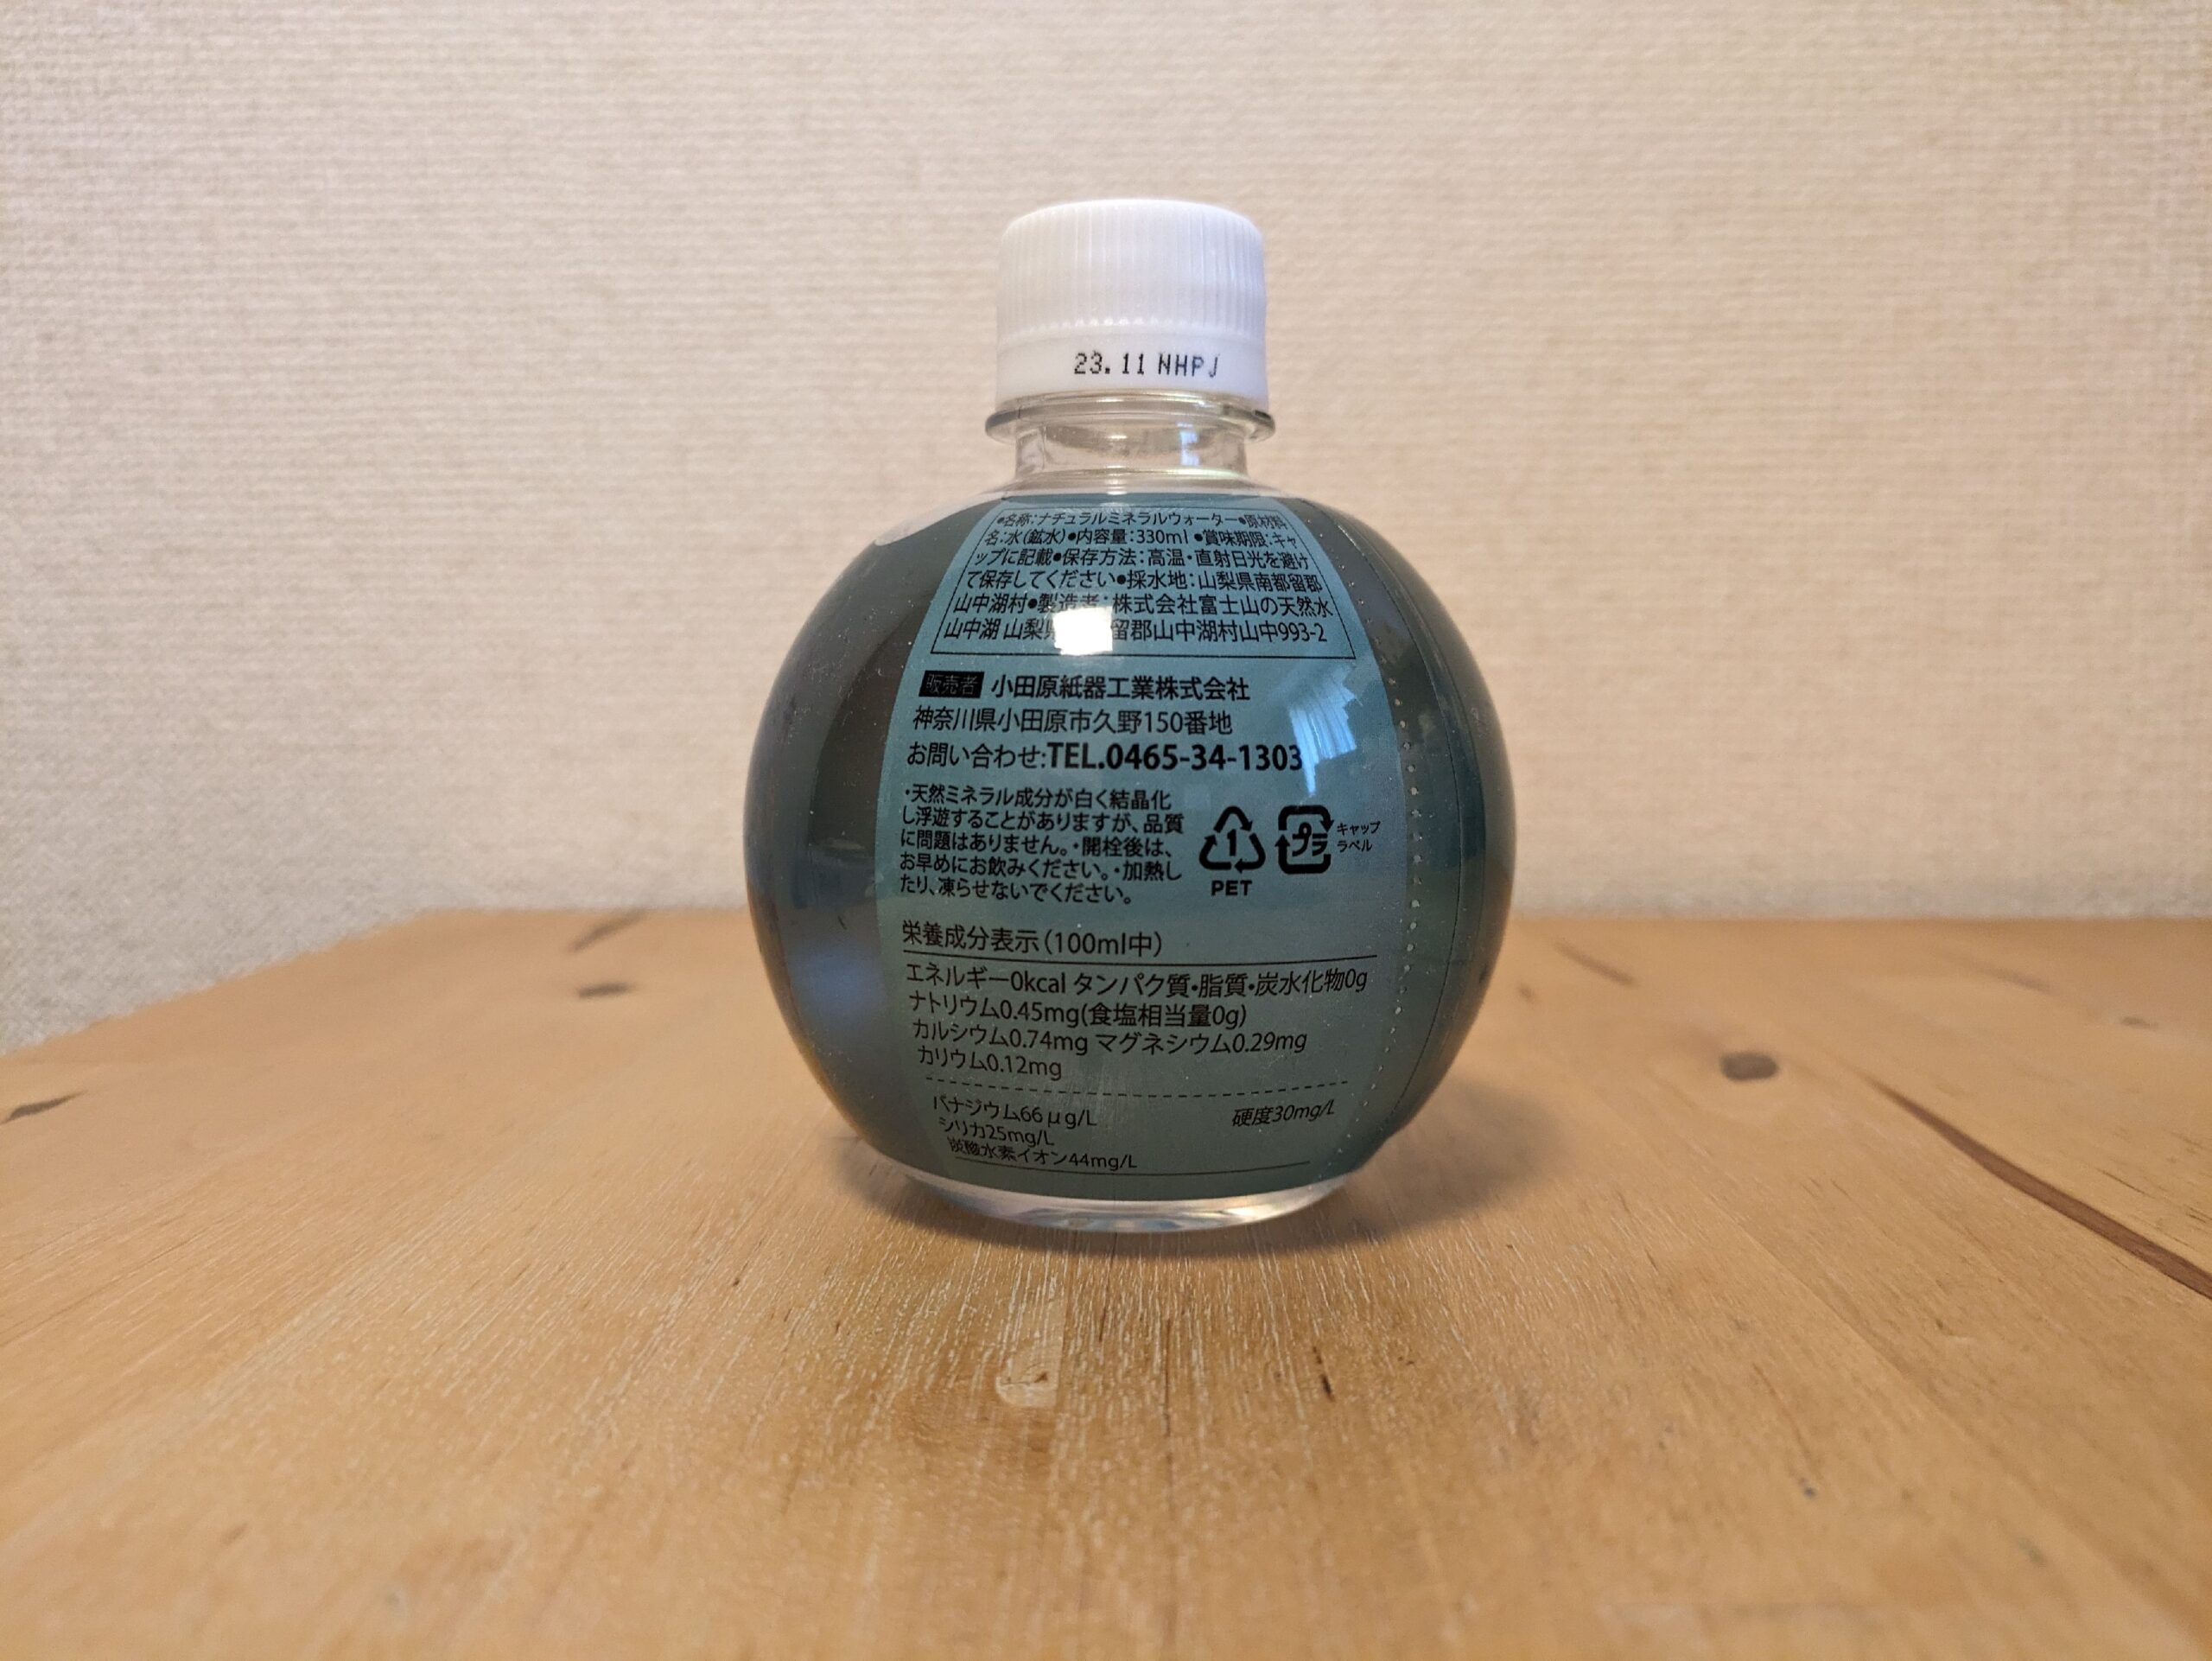 23.11 NHPJ
●名称:ナチュラルミネラルウォーター●原材料
名:水(鉱水)●内容量:330ml ●賞味期限:キャ
ップに記載●保存方法:高温・直射日光を避け
て保存してください●採水地:山梨県南都留郡
山中湖村●製造者:株式会社富士山の天然水
山中湖 山梨県 留郡山中湖村山中993-2
販売者 小田原紙器工業株式会社
神奈川県小田原市久野150番地
お問い合わせ:TEL.0465-34-1303
・天然ミネラル成分が白く結晶化
し浮遊することがありますが、品質
に問題はありません。・開栓後は、
お早めにお飲みください。・加熱し
たり、凍らせないでください。
1
PET
プラ
キャップ
ラベル
栄養成分表示(100ml中)
エネルギー0kcal タンパク質・脂質・炭水化物0g
ナトリウム0.45mg(食塩相当量0g)
カルシウム0.74mg マグネシウム0.29mg
カリウム0.12mg
バナジウム66μg/L 硬度30mg/L
シリカ25mg/L
炭酸水素イオン44mg/L